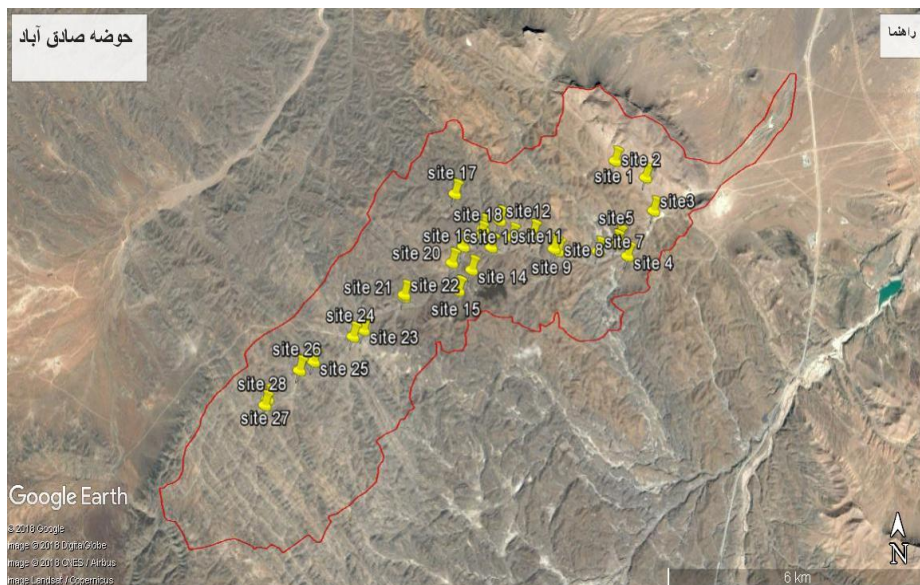 حوضه صادق آباد
راهنما
site 2
site 1
site 17
site3
site12
site 18
site5
site 16
site 19
site 11
site 7
site 8
site 20
site 9
site 4
site 14
site 21
site 22
site 15
site 24
site 23
site 26
site 25
site 28
site 27
Google Earth
© 2018 Google
Image © 2018 DigitalGlobe
Image © 2018 CNES / Airbus
Image Landsat / Copernicus
N
6 km